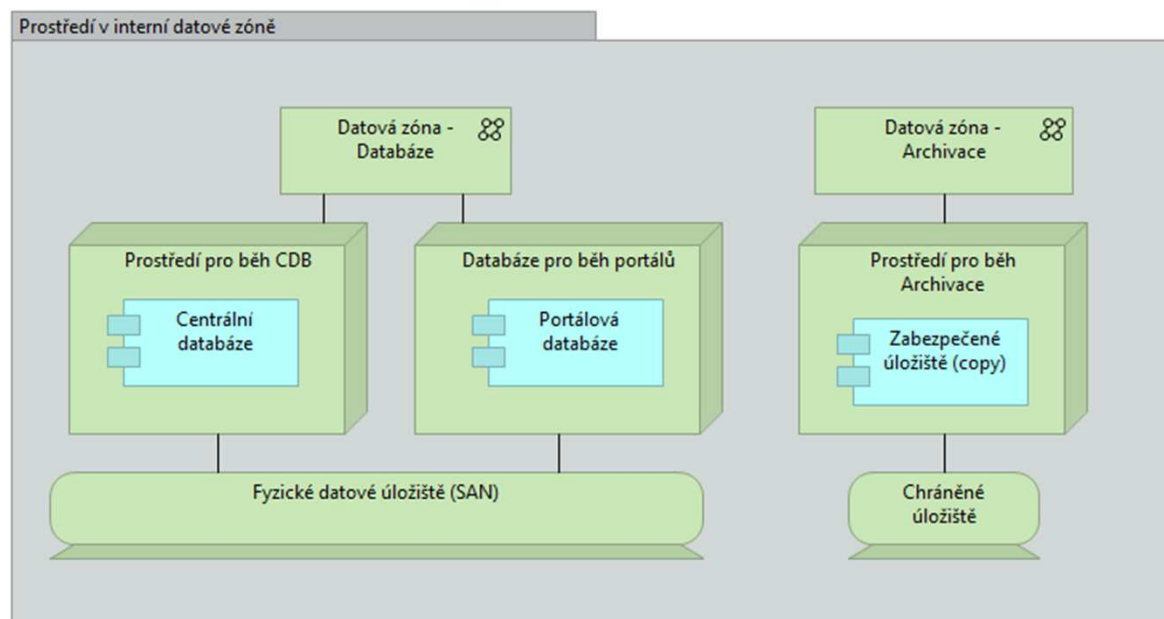 Prostředí v interní datové zóně
Datová zóna -
Databáze
Datová zóna -
Archivace
Prostředí pro běh CDB
Centrální
databáze
Databáze pro běh portálů
Portálová
databáze
Prostředí pro běh
Archivace
Zabezpečené
úložiště (copy)
Fyzické datové úložiště (SAN)
Chráněné
úložiště